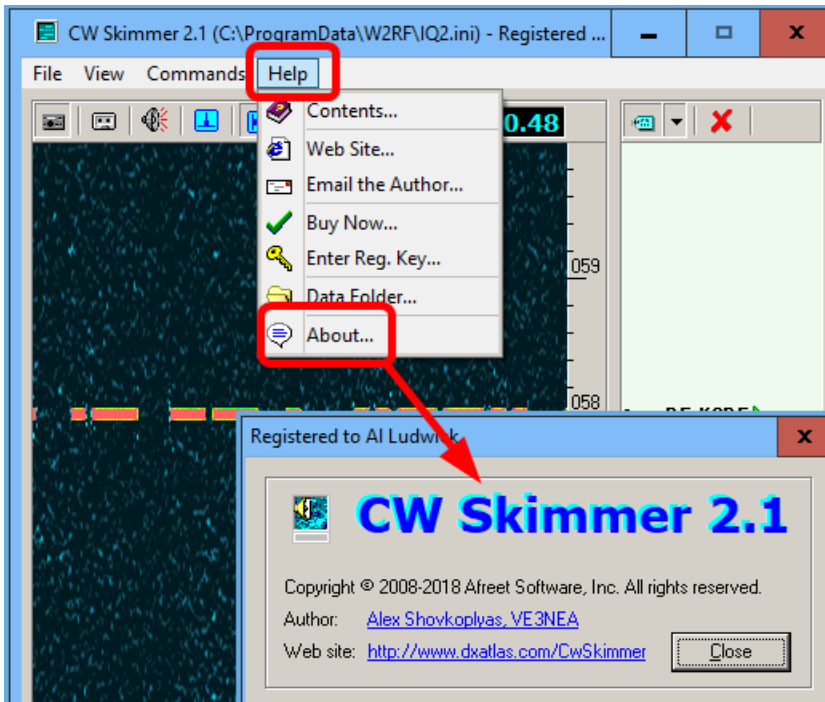 CW Skimmer 2.1 (C:\ProgramData\W2RF\IQ2.ini) - Registered ...
File View Commands Help
0.48
Contents...
Web Site...
Email the Author...
Buy Now...
Enter Reg. Key...
Data Folder...
About...
059
058
Registered to Al Ludwick
CW Skimmer 2.1
Copyright © 2008-2018 Afreet Software, Inc. All rights reserved.
Author: Alex Shovkoplyas, VE3NEA
Web site: http://www.dxatlas.com/CwSkimmer
Close